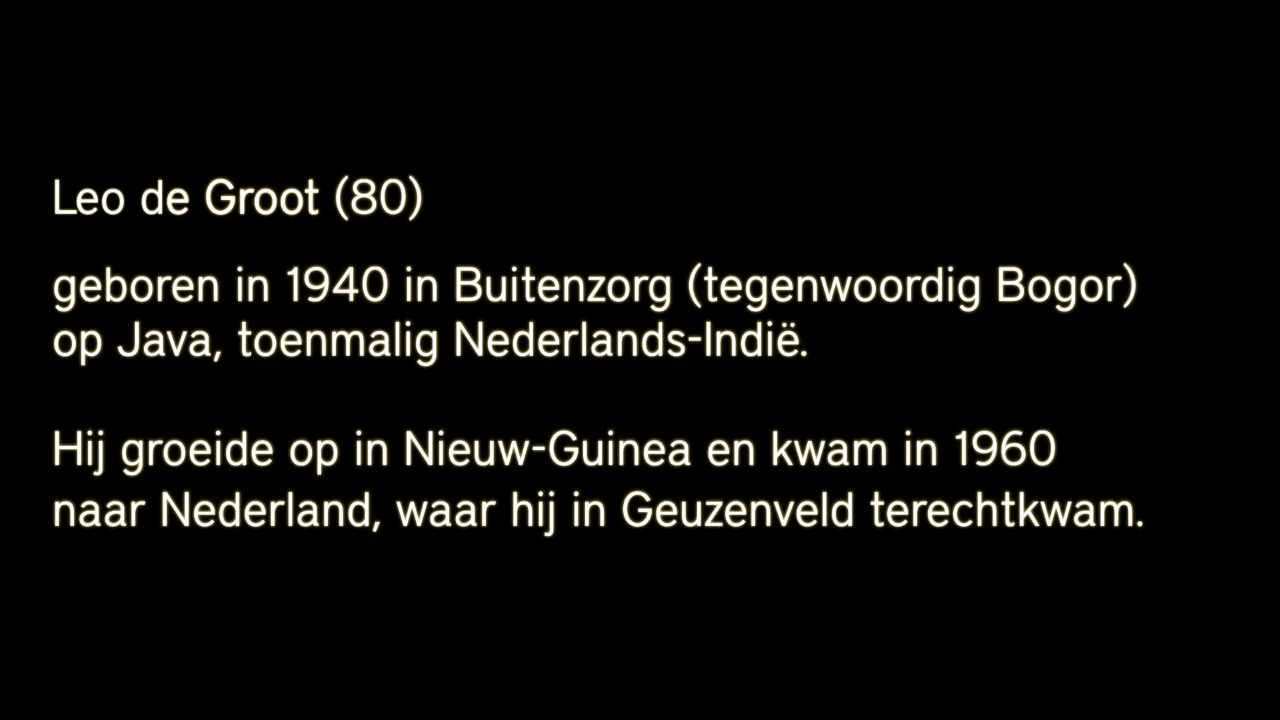 Leo de Groot (80)
geboren in 1940 in Buitenzorg (tegenwoordig Bogor)
op Java, toenmalig Nederlands-Indië.
Hij groeide op in Nieuw-Guinea en kwam in 1960
naar Nederland, waar hij in Geuzenveld terechtkwam.